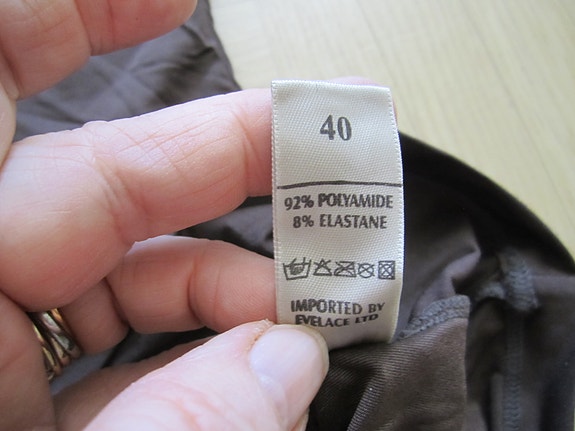 40
92% POLYAMIDE
8% ELASTANE
IMPORTED BY
EVELACE LTD